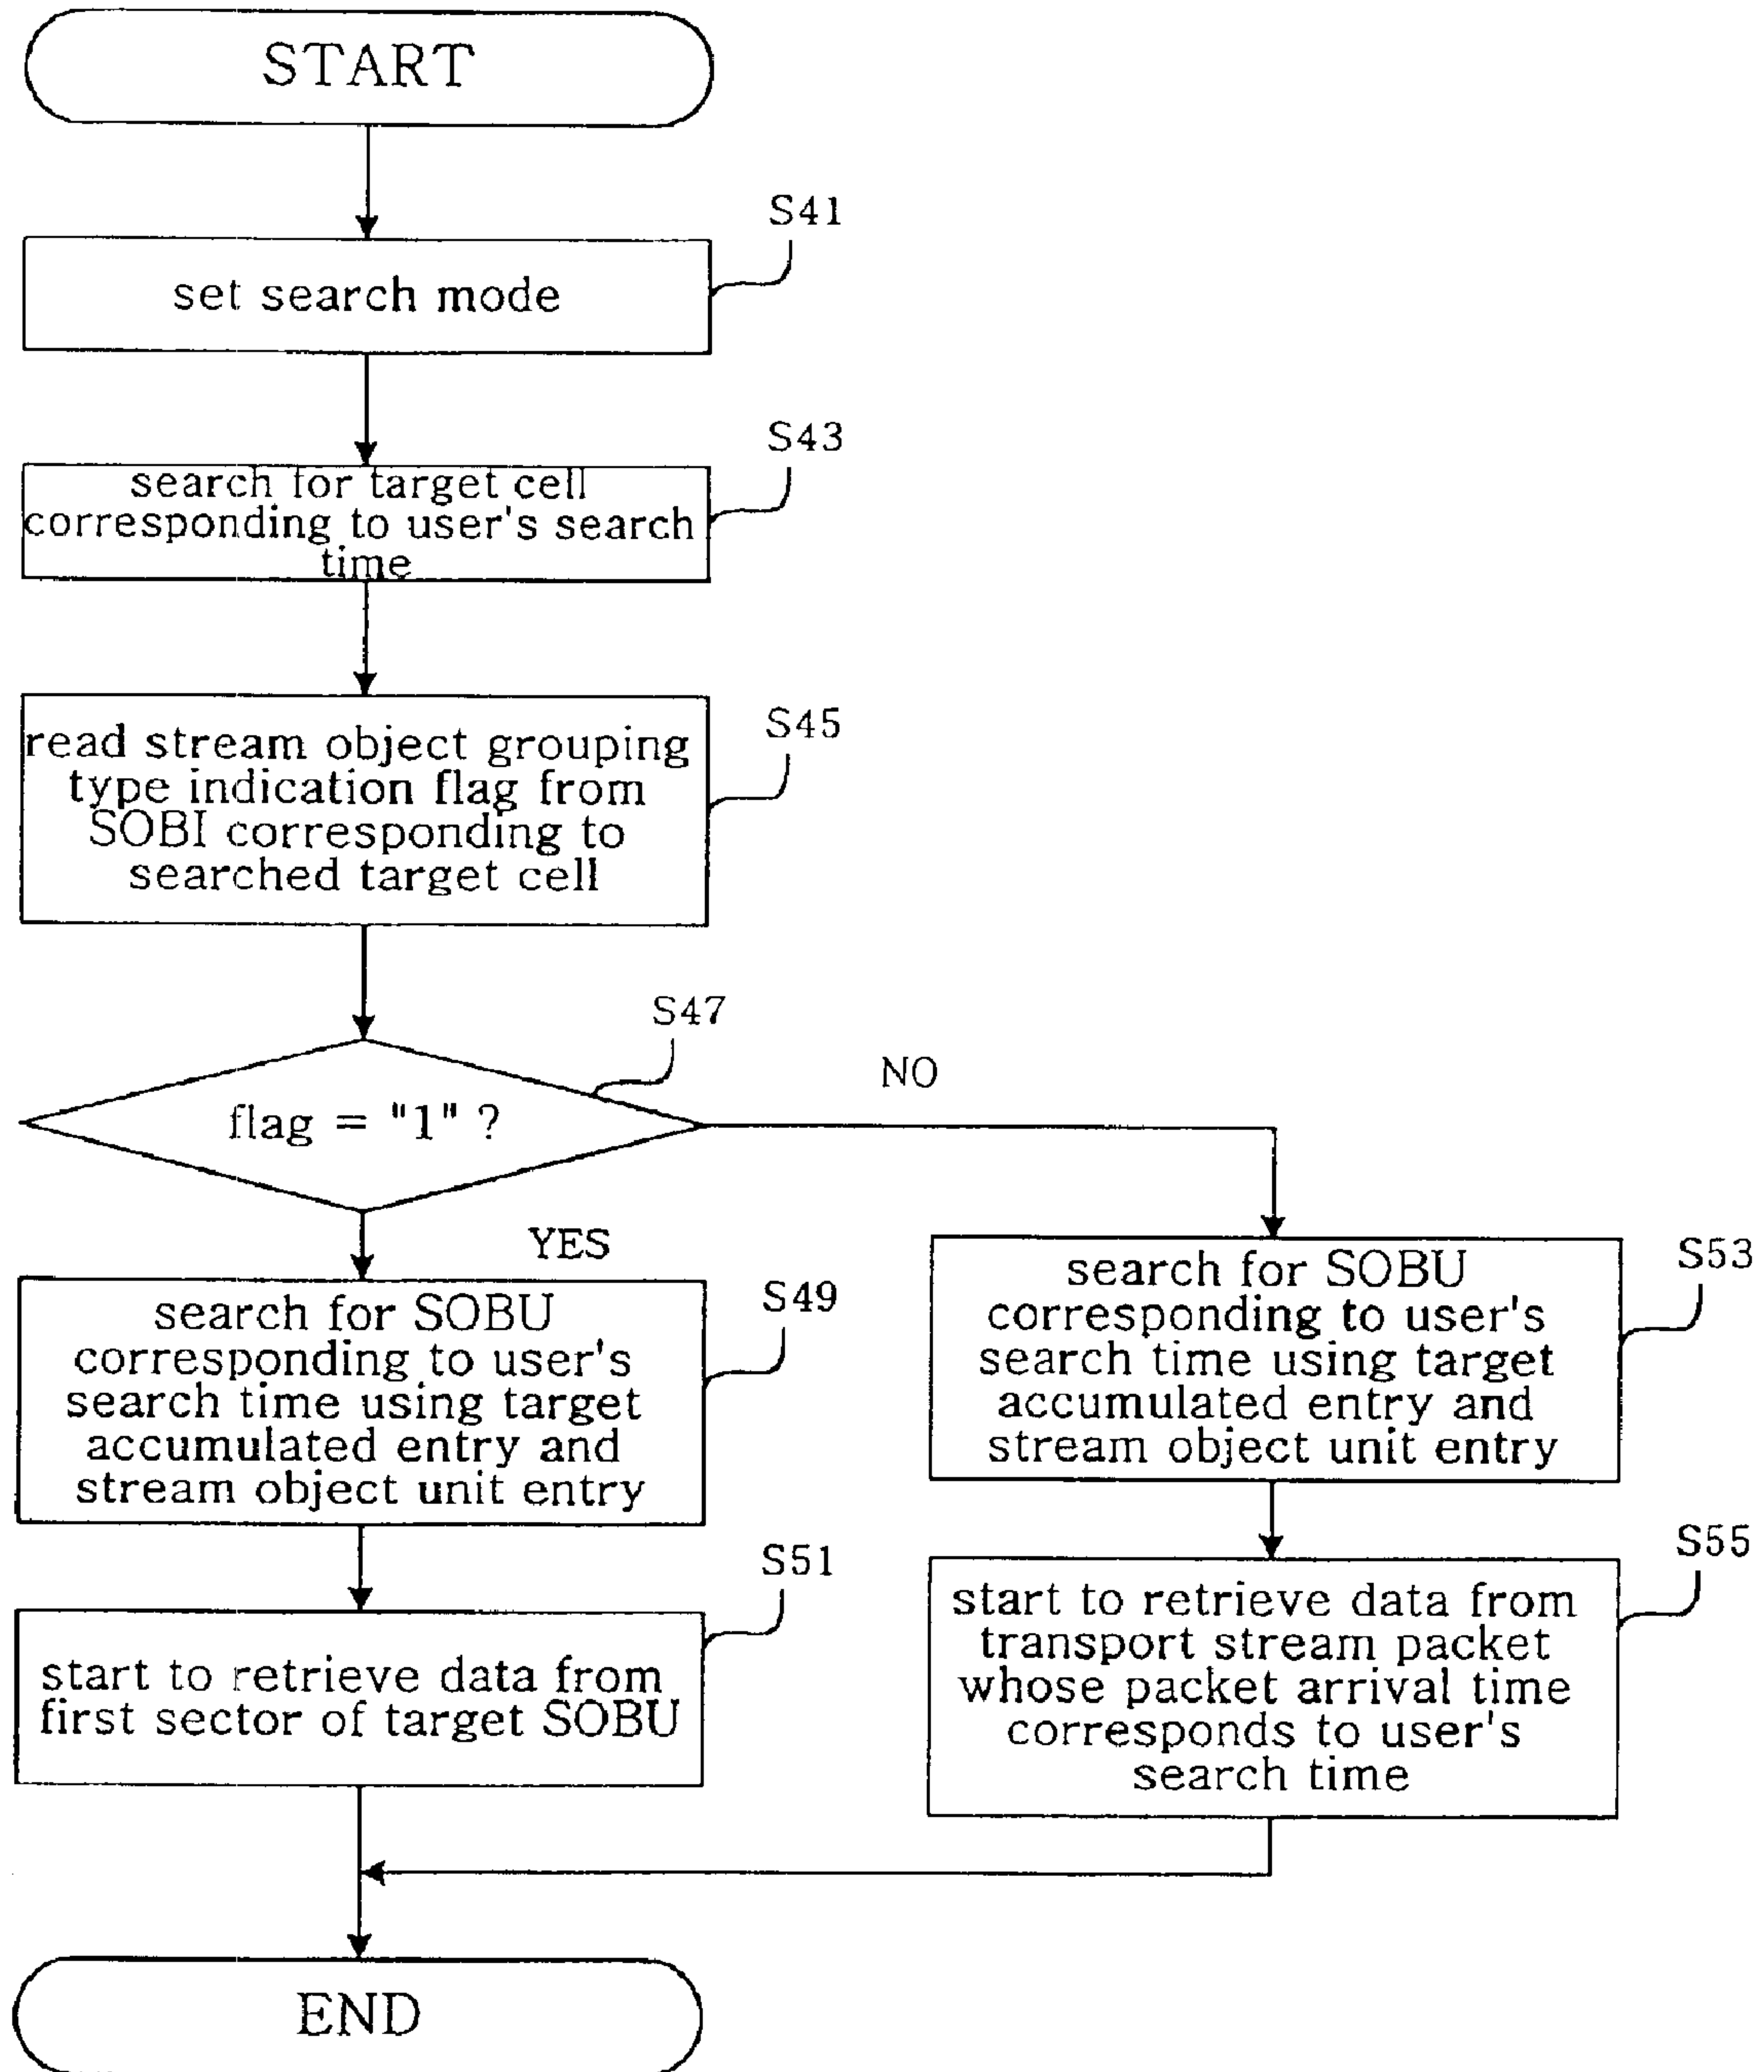 START
S41
set search mode
S43
search for target cell
corresponding to user's search
time
S45
read stream object grouping
type indication flag from
SOBI corresponding to
searched target cell
S47
flag = "1" ?
NO
YES
S49
search for SOBU
corresponding to user's
search time using target
accumulated entry and
stream object unit entry
S53
search for SOBU
corresponding to user's
search time using target
accumulated entry and
stream object unit entry
S51
start to retrieve data from
first sector of target SOBU
S55
start to retrieve data from
transport stream packet
whose packet arrival time
corresponds to user's
search time
END